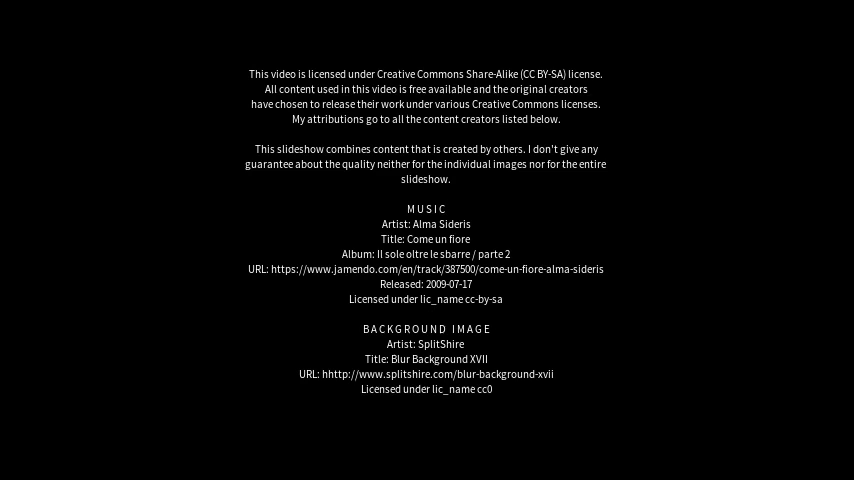 This video is licensed under Creative Commons Share-Alike (CC BY-SA) license.
All content used in this video is free available and the original creators
have chosen to release their work under various Creative Commons licenses.
My attributions go to all the content creators listed below.
This slideshow combines content that is created by others. I don't give any
guarantee about the quality neither for the individual images nor for the entire
slideshow.
MUSIC
Artist: Alma Sideris
Title: Come un fiore
Album: Il sole oltre le sbarre / parte 2
URL: https://www.jamendo.com/en/track/387500/come-un-fiore-alma-sideris
Released: 2009-07-17
Licensed under lic_name cc-by-sa
BACKGROUND IMAGE
Artist: SplitShire
Title: Blur Background XVII
URL: hhttp://www.splitshire.com/blur-background-xvii
Licensed under lic_name cc0